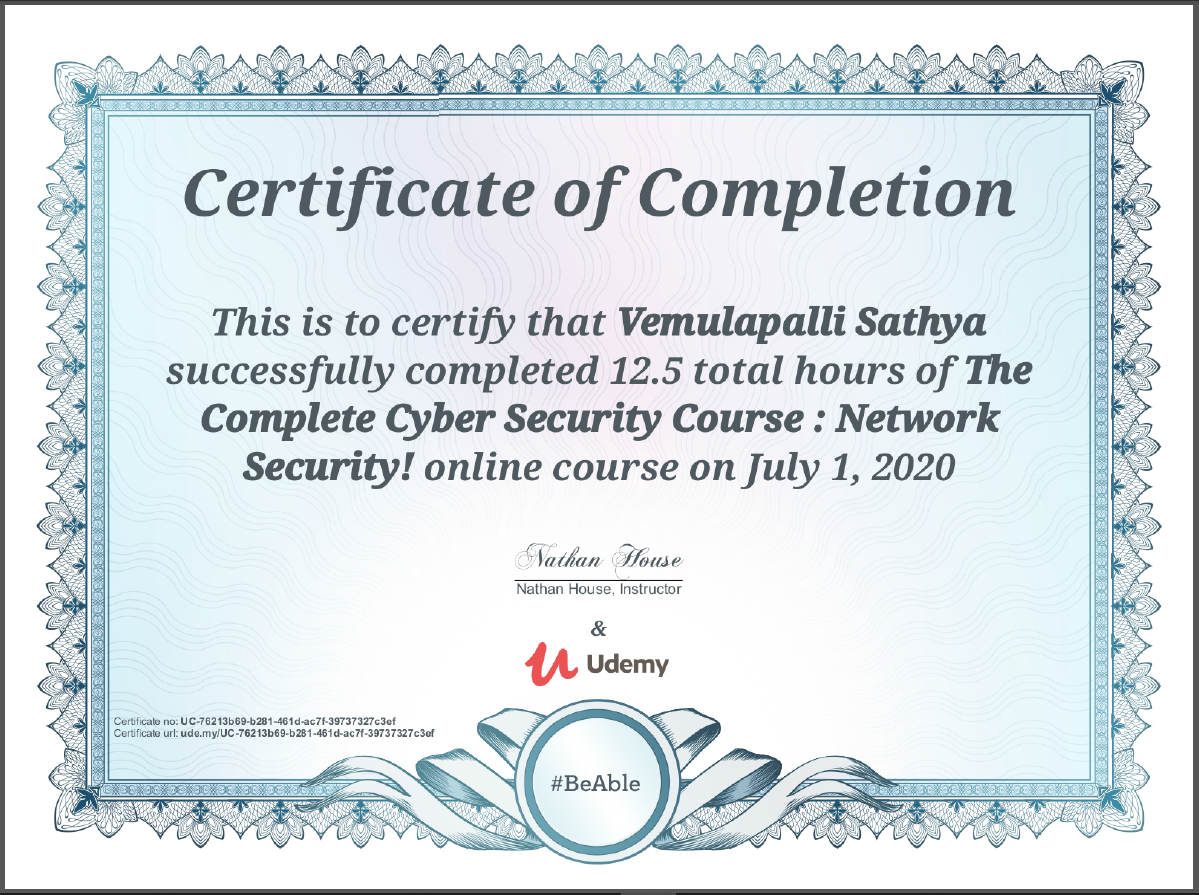 Certificate of Completion
This is to certify that Vemulapalli Sathya
successfully completed 12.5 total hours of The
Complete Cyber Security Course : Network
Security! online course on July 1, 2020
Nathan House
Nathan House, Instructor
&
Udemy
Certificate no: UC-76213b69-b281-461d-ac7f-39737327c3ef
Certificate url: ude.my/UC-76213b69-b281-461d-ac7f-39737327c3ef
#BeAble